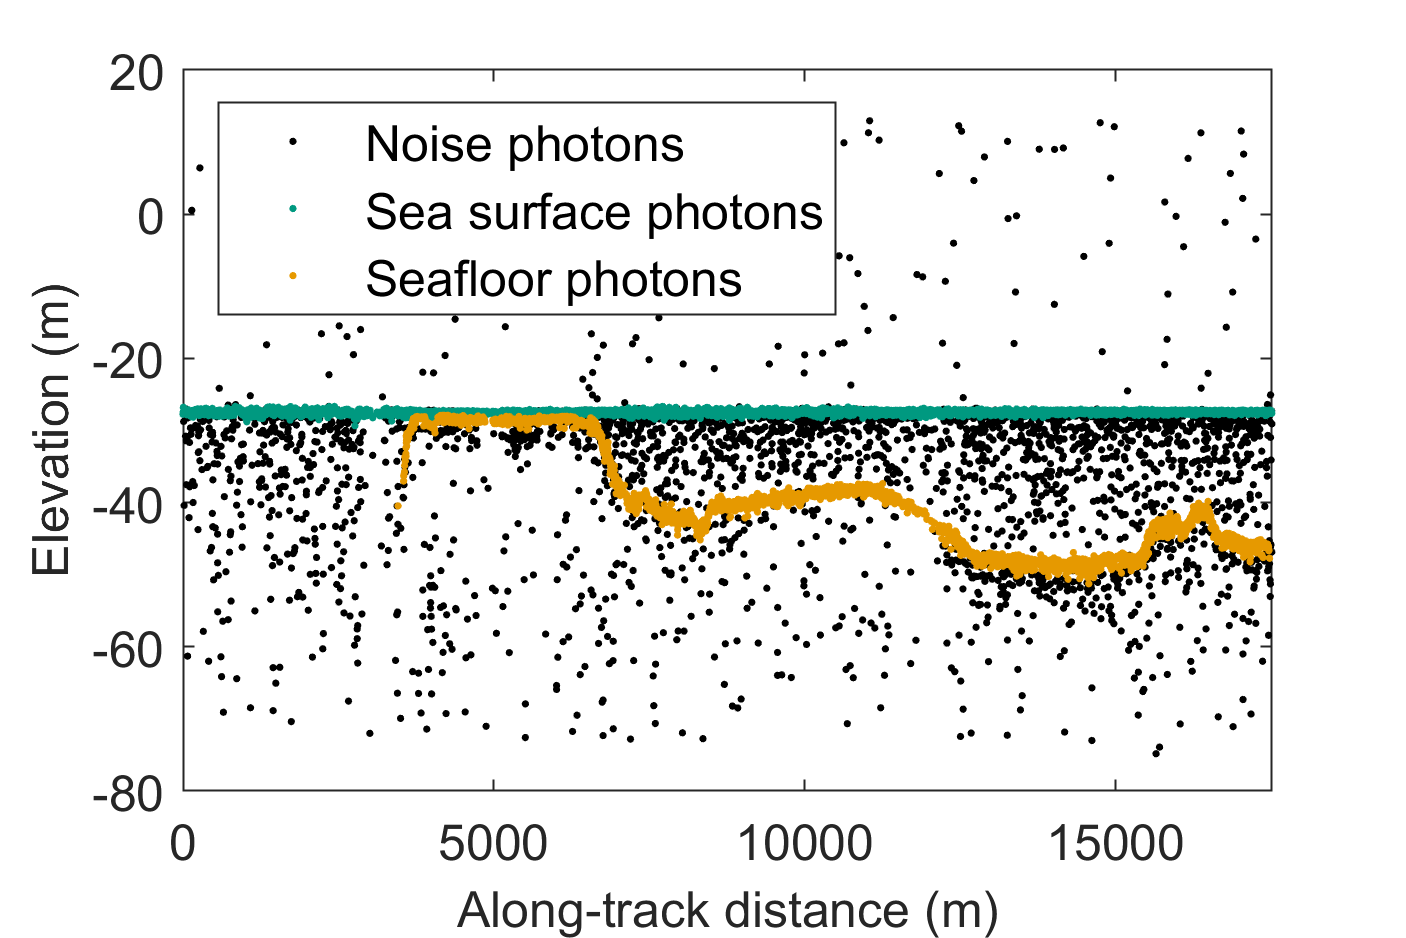 20
0
-20
-40
-60
-80
Elevation (m)
Noise photons
Sea surface photons
Seafloor photons
0 5000 10000 15000
Along-track distance (m)